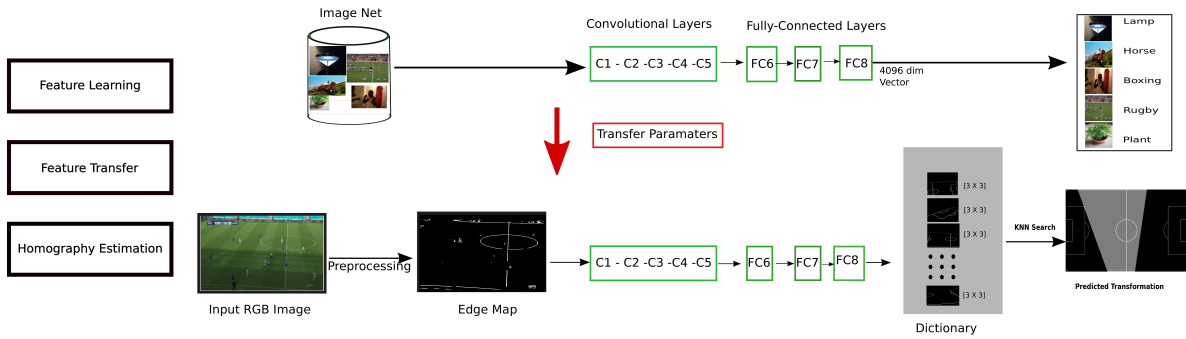 Image Net
Convolutional Layers
Fully-Connected Layers
Feature Learning
C1 - C2 -C3 -C4 -C5
FC6
FC7
FC8
4096 dim
Vector
Lamp
Horse
Boxing
Rugby
Plant
Feature Transfer
Transfer Paramaters
Homography Estimation
Preprocessing
Input RGB Image
Edge Map
C1 - C2 -C3 -C4 -C5
FC6
FC7
FC8
[3 X 3]
[3 X 3]
[3 X 3]
[3 X 3]
Dictionary
KNN Search
Predicted Transformation